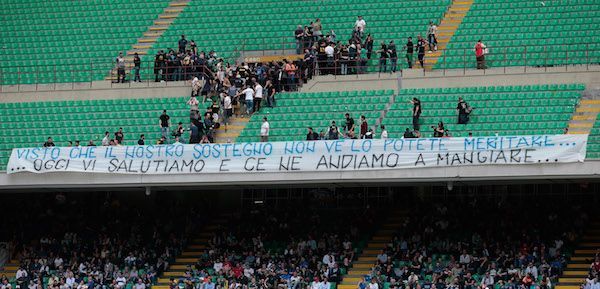 VISTO CHE IL NOSTRO SOSTEGNO NON VE LO POTETE MERITARE...
...OGGI VI SALUTIAMO E CE NE ANDIAMO A MANGIARE...